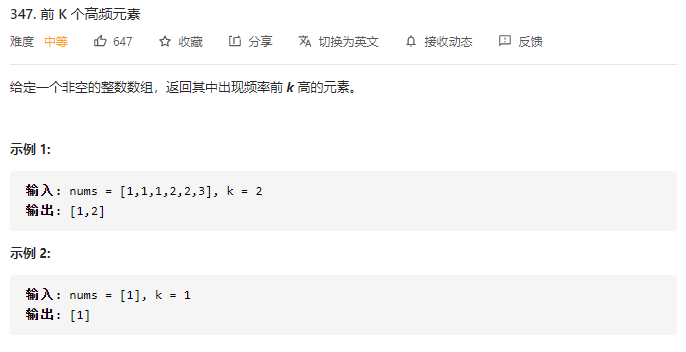 347. 前 K 个高频元素
难度 中等 647 收藏 分享 切换为英文 接收动态 反馈
给定一个非空的整数数组，返回其中出现频率前 k 高的元素。
示例 1:
输入: nums = [1,1,1,2,2,3], k = 2
输出: [1,2]
示例 2:
输入: nums = [1], k = 1
输出: [1]